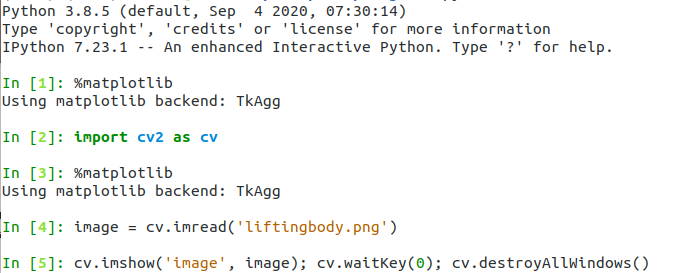 Python 3.8.5 (default, Sep  4 2020, 07:30:14)
Type 'copyright', 'credits' or 'license' for more information
IPython 7.23.1 -- An enhanced Interactive Python. Type '?' for help.
In [1]: %matplotlib
Using matplotlib backend: TkAgg
In [2]: import cv2 as cv
In [3]: %matplotlib
Using matplotlib backend: TkAgg
In [4]: image = cv.imread('liftingbody.png')
In [5]: cv.imshow('image', image); cv.waitKey(0); cv.destroyAllWindows()